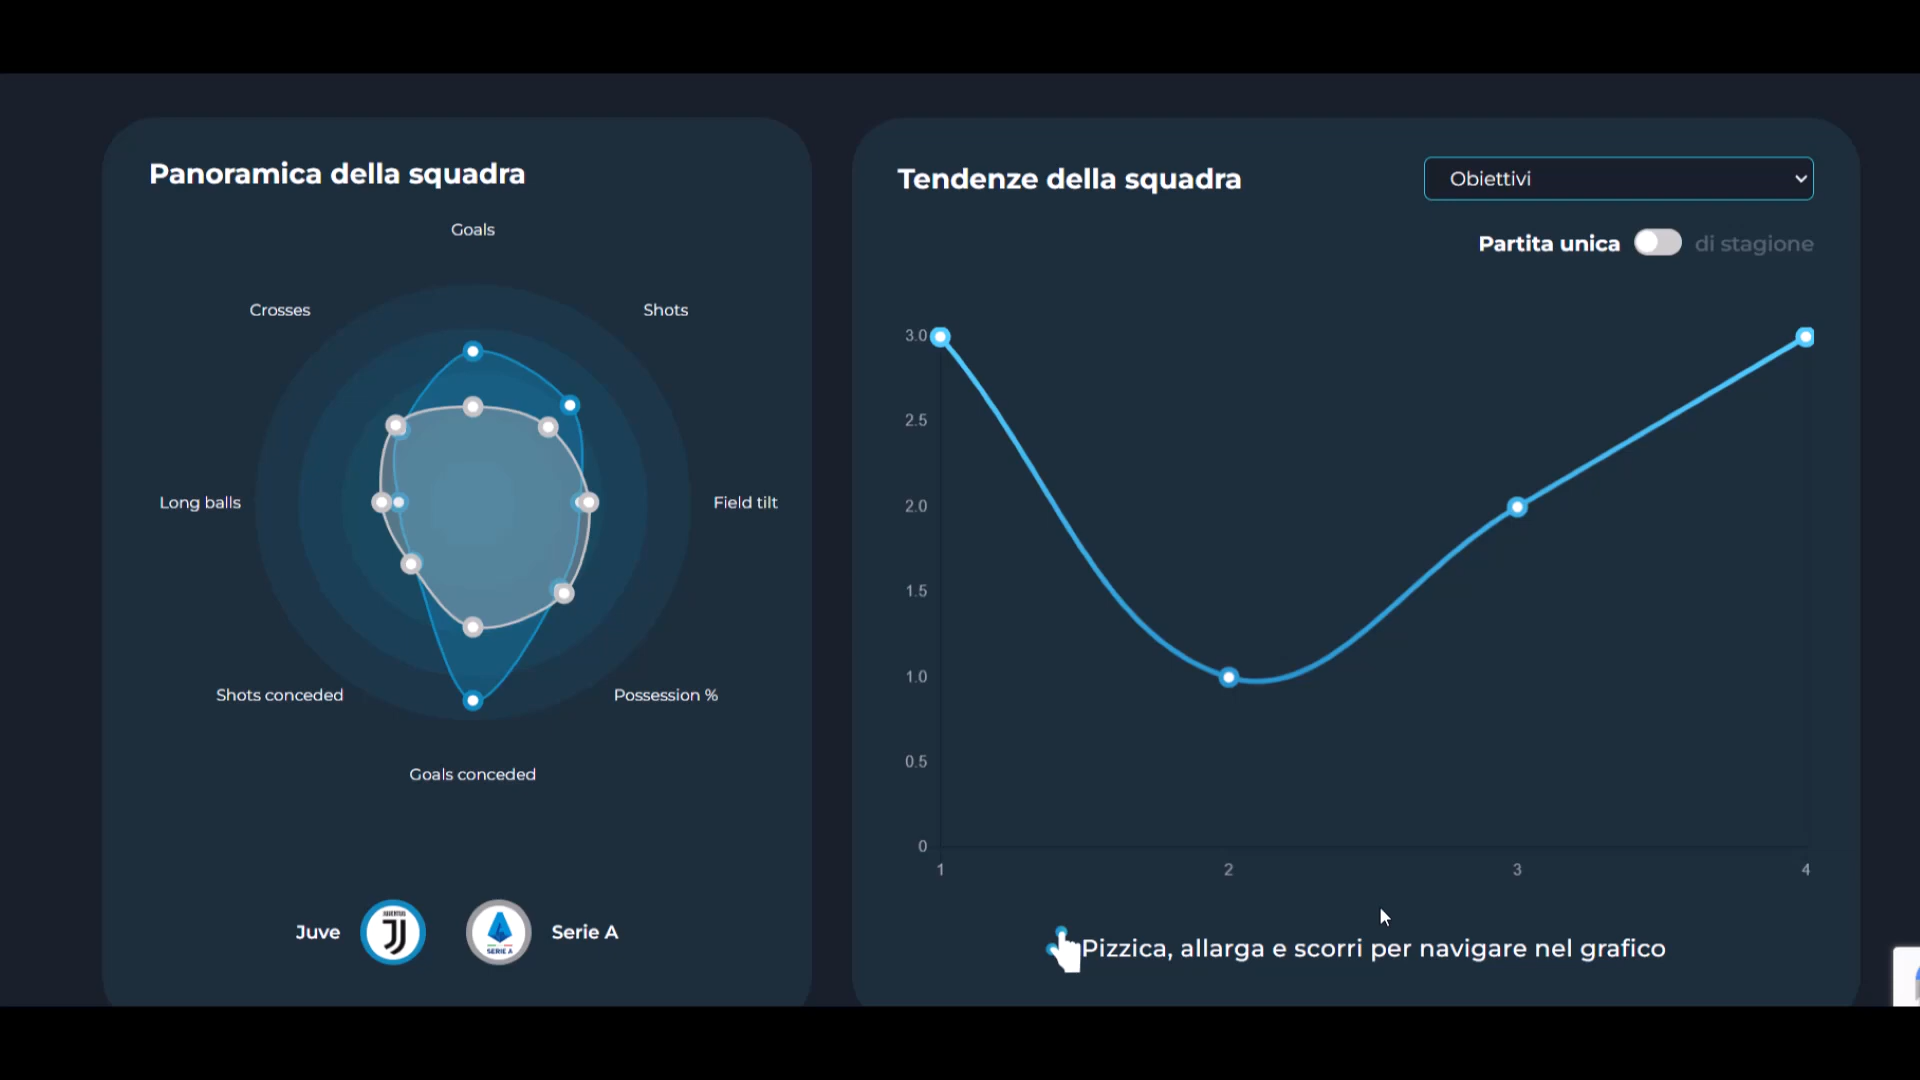 Panoramica della squadra
Goals
Crosses
Shots
Long balls
Field tilt
Shots conceded
Possession %
Goals conceded
Juve
JUVENTUS
SERIE A
Serie A
Tendenze della squadra
Obiettivi
Partita unica
di stagione
3.0
2.5
2.0
1.5
1.0
0.5
0
1
2
3
4
Pizzica, allarga e scorri per navigare nel grafico